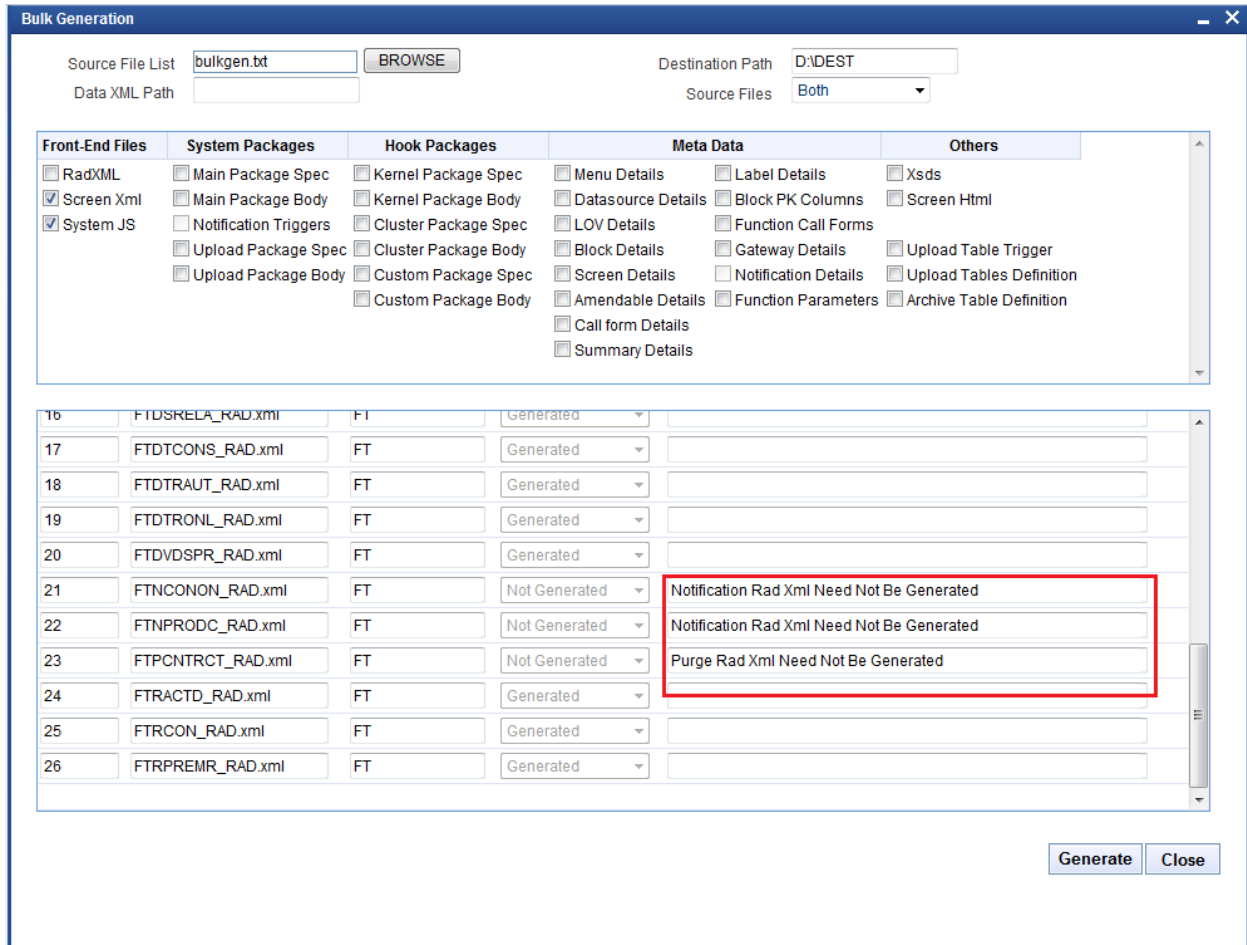 Bulk Generation
Source File List bulkgen.txt BROWSE Destination Path D:\DEST
Data XML Path Source Files Both
Front-End Files System Packages Hook Packages Meta Data Others
RadXML Main Package Spec Kernel Package Spec Menu Details Label Details Xsds
Screen Xml Main Package Body Kernel Package Body Datasource Details Block PK Columns Screen Html
System JS Notification Triggers Cluster Package Spec LOV Details Function Call Forms
Upload Package Spec Cluster Package Body Block Details Gateway Details Upload Table Trigger
Upload Package Body Custom Package Spec Screen Details Notification Details Upload Tables Definition
Custom Package Body Amendable Details Function Parameters Archive Table Definition
Call form Details
Summary Details
16 FTDSRELA_RAD.xml FT Generated
17 FTDTCONS_RAD.xml FT Generated
18 FTDTRAUT_RAD.xml FT Generated
19 FTDTRONL_RAD.xml FT Generated
20 FTDVDSPR_RAD.xml FT Generated
21 FTNCONON_RAD.xml FT Not Generated Notification Rad Xml Need Not Be Generated
22 FTNPRODC_RAD.xml FT Not Generated Notification Rad Xml Need Not Be Generated
23 FTPCNTRCT_RAD.xml FT Not Generated Purge Rad Xml Need Not Be Generated
24 FTRACTD_RAD.xml FT Generated
25 FTRCON_RAD.xml FT Generated
26 FTRPREMR_RAD.xml FT Generated
Generate Close